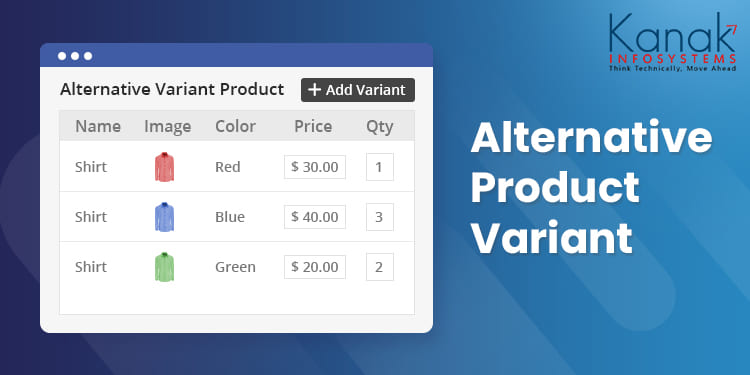 Kanak
INFOSYSTEMS
Think Technically, Move Ahead
Alternative Variant Product + Add Variant
Name Image Color Price Qty
Shirt Red $ 30.00 1
Shirt Blue $ 40.00 3
Shirt Green $ 20.00 2
Alternative
Product
Variant